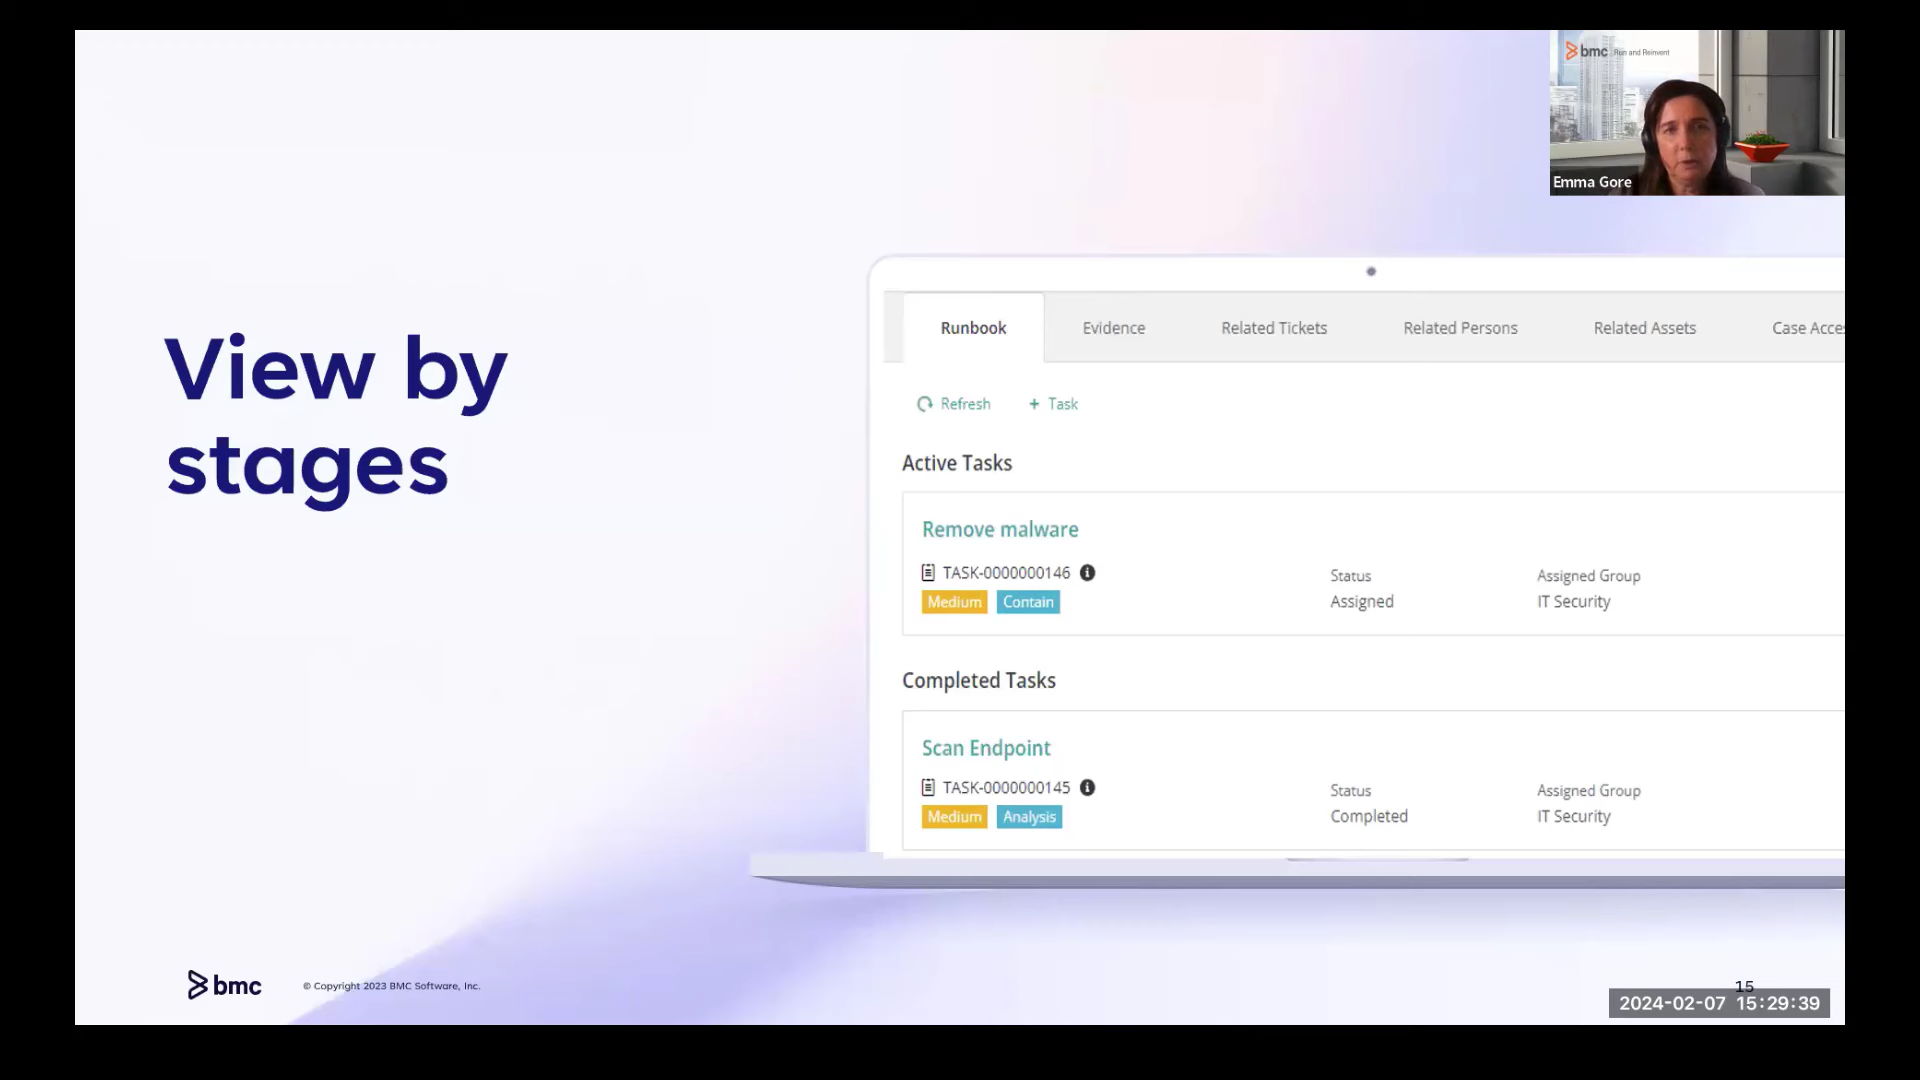 bmc Run and Reinvent
Emma Gore
View by
stages
Runbook Evidence Related Tickets Related Persons Related Assets Case Acces
Refresh + Task
Active Tasks
Remove malware
TASK-0000000146
Medium Contain
Status
Assigned
Assigned Group
IT Security
Completed Tasks
Scan Endpoint
TASK-0000000145
Medium Analysis
Status
Completed
Assigned Group
IT Security
bmc
© Copyright 2023 BMC Software, Inc.
15
2024-02-07 15:29:39